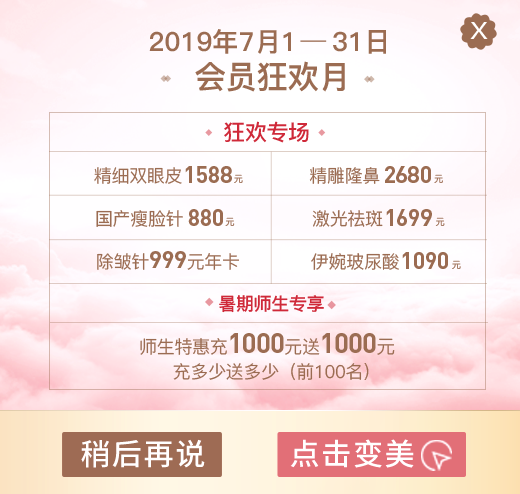 X
2019年7月1—31日
会员狂欢月
狂欢专场
精细双眼皮1588元
精雕隆鼻 2680元
国产瘦脸针 880元
激光祛斑1699元
除皱针999元年卡
伊婉玻尿酸1090元
暑期师生专享
师生特惠充1000元送1000元
充多少送多少（前100名）
稍后再说
点击变美